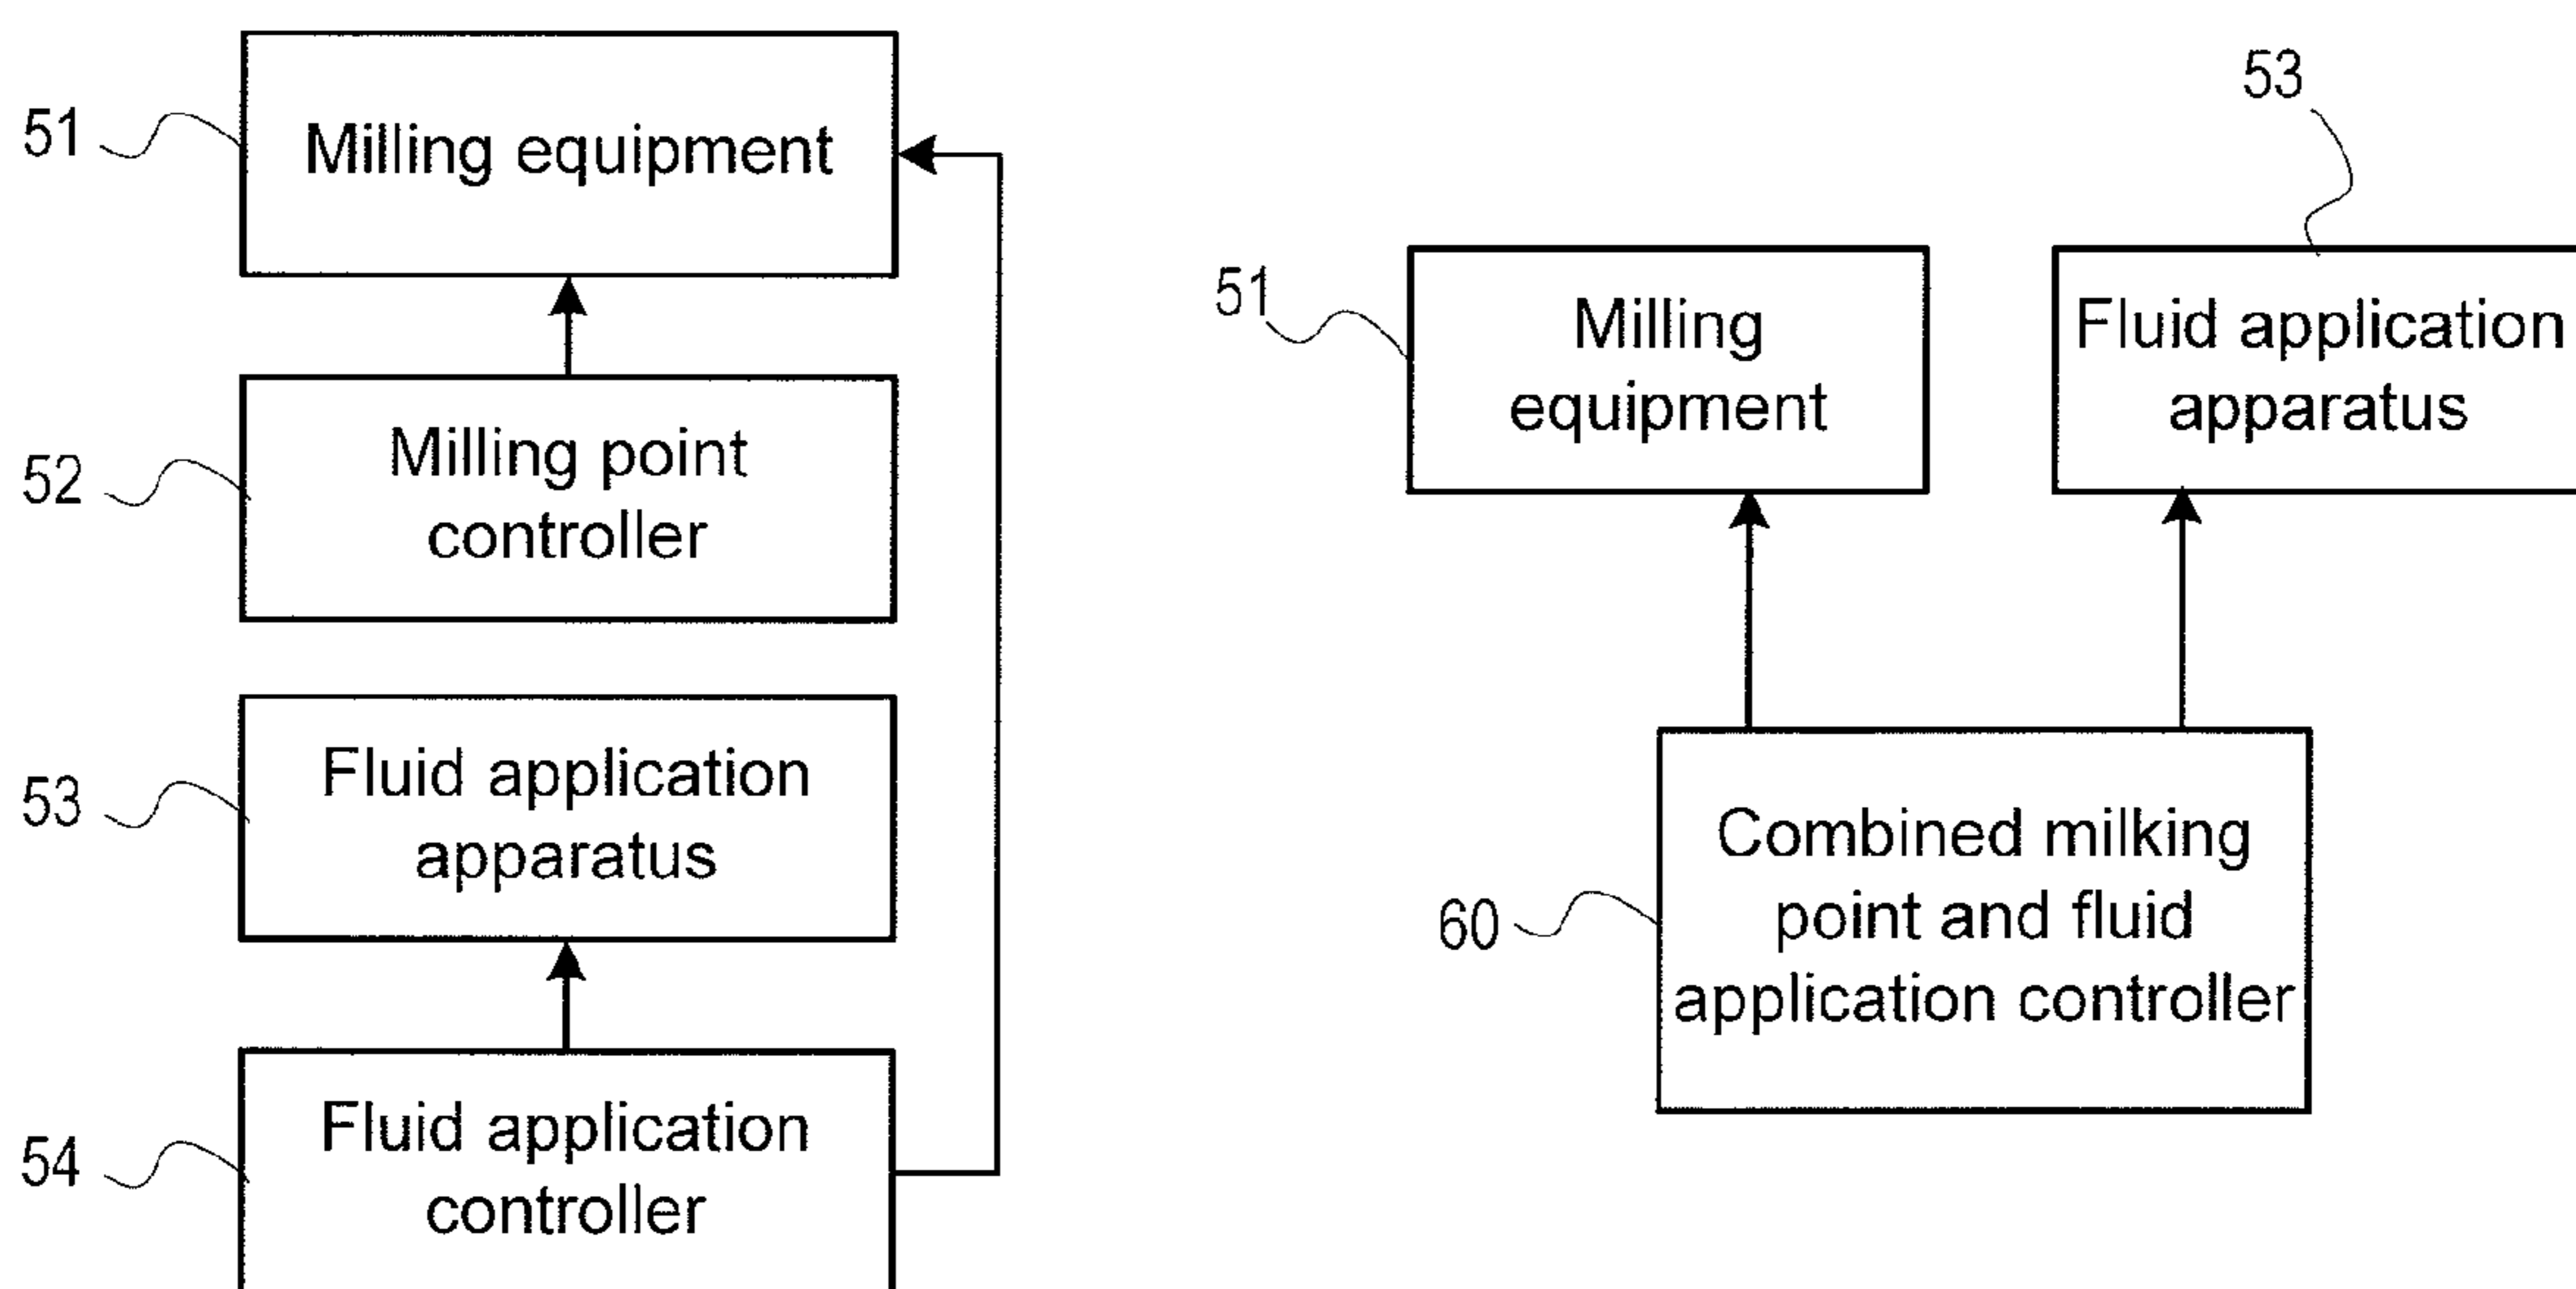 51
Milling equipment
52
Milling point
controller
53
Fluid application
apparatus
54
Fluid application
controller
53
51
Milling
equipment
Fluid application
apparatus
60
Combined milking
point and fluid
application controller